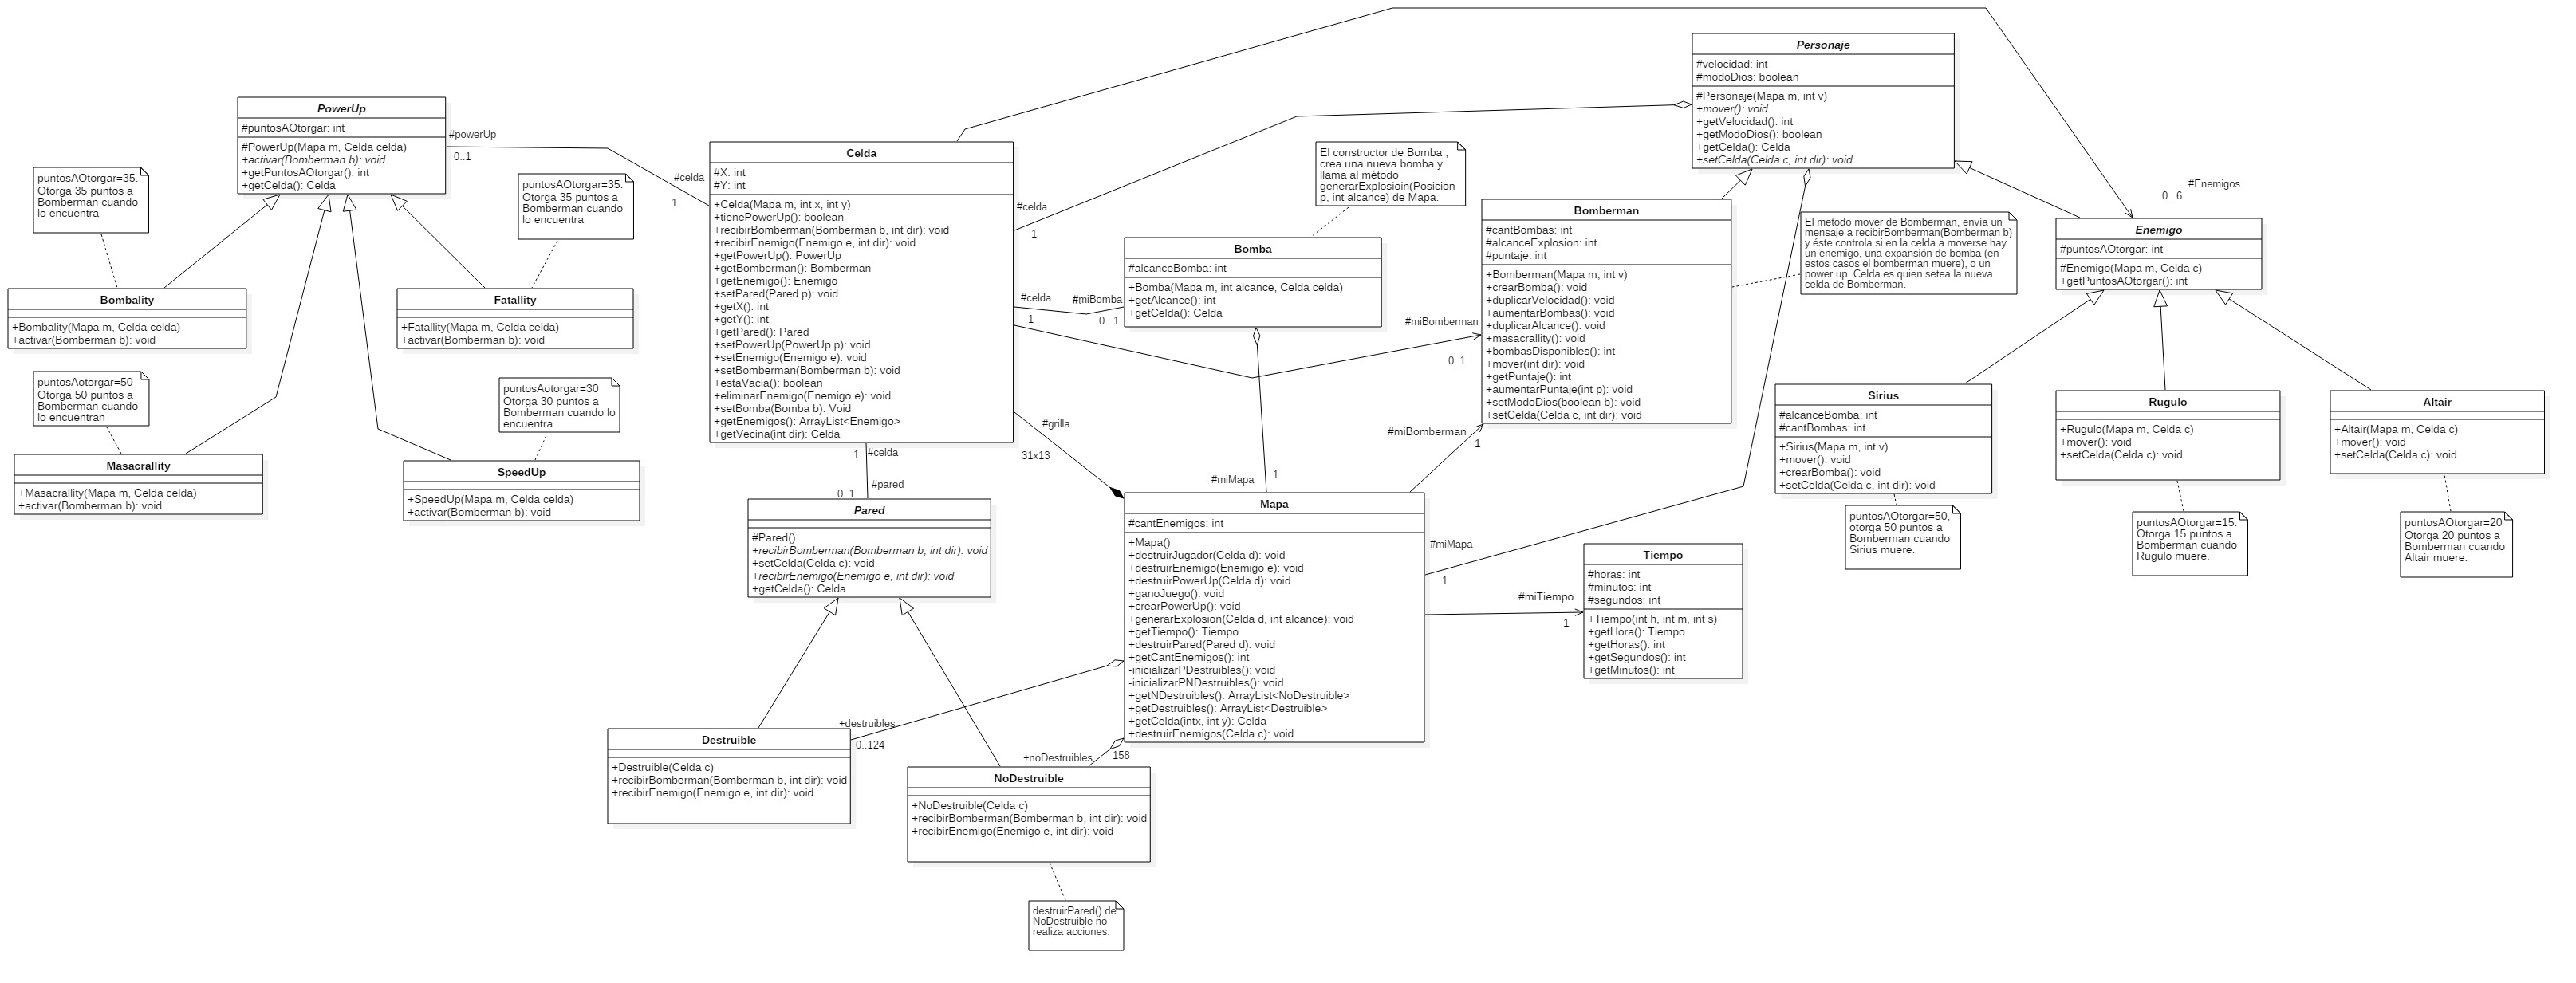 PowerUp
#puntosAOtorgar: int
#PowerUp(Mapa m, Celda celda)
+activar(Bomberman b): void
+getPuntosAOtorgar(): int
+getCelda(): Celda
#powerUp
0..1
#celda
1
puntosAOtorgar=35.
Otorga 35 puntos a
Bomberman cuando
lo encuentra
puntosAOtorgar=35.
Otorga 35 puntos a
Bomberman cuando
lo encuentra
Bombality
+Bombality(Mapa m, Celda celda)
+activar(Bomberman b): void
Fatallity
+Fatallity(Mapa m, Celda celda)
+activar(Bomberman b): void
puntosAotorgar=50
Otorga 50 puntos a
Bomberman cuando
lo encuentran
puntosAotorgar=30
Otorga 30 puntos a
Bomberman cuando lo
encuentra
Masacrallity
+Masacrallity(Mapa m, Celda celda)
+activar(Bomberman b): void
SpeedUp
+SpeedUp(Mapa m, Celda celda)
+activar(Bomberman b): void
Celda
#X: int
#Y: int
+Celda(Mapa m, int x, int y)
+tienePowerUp(): boolean
+recibirBomberman(Bomberman b, int dir): void
+recibirEnemigo(Enemigo e, int dir): void
+getPowerUp(): PowerUp
+getBomberman(): Bomberman
+getEnemigo(): Enemigo
+setPared(Pared p): void
+getX(): int
+getY(): int
+getPared(): Pared
+setPowerUp(PowerUp p): void
+setEnemigo(Enemigo e): void
+setBomberman(Bomberman b): void
+estaVacia(): boolean
+eliminarEnemigo(Enemigo e): void
+setBomba(Bomba b): Void
+getEnemigos(): ArrayList<Enemigo>
+getVecina(int dir): Celda
#celda
1
#celda
1
#miBomba
0...1
#grilla
31x13
1
#celda
#pared
0..1
El constructor de Bomba ,
crea una nueva bomba y
llama al método
generarExplosioin(Posicion
p, int alcance) de Mapa.
Bomba
#alcanceBomba: int
+Bomba(Mapa m, int alcance, Celda celda)
+getAlcance(): int
+getCelda(): Celda
#miMapa
1
#miBomberman
0..1
#miBomberman
1
Personaje
#velocidad: int
#modoDios: boolean
#Personaje(Mapa m, int v)
+mover(): void
+getVelocidad(): int
+getModoDios(): boolean
+getCelda(): Celda
+setCelda(Celda c, int dir): void
Bomberman
#cantBombas: int
#alcanceExplosion: int
#puntaje: int
+Bomberman(Mapa m, int v)
+crearBomba(): void
+duplicarVelocidad(): void
+aumentarBombas(): void
+duplicarAlcance(): void
+masacrallity(): void
+bombasDisponibles(): int
+mover(int dir): void
+getPuntaje(): int
+aumentarPuntaje(int p): void
+setModoDios(boolean b): void
+setCelda(Celda c, int dir): void
El metodo mover de Bomberman, envía un
mensaje a recibirBomberman(Bomberman b)
y éste controla si en la celda a moverse hay
un enemigo, una expansión de bomba (en
estos casos el bomberman muere), o un
power up. Celda es quien setea la nueva
celda de Bomberman.
#Enemigos
0...6
Enemigo
#puntosAOtorgar: int
#Enemigo(Mapa m, Celda c)
+getPuntosAOtorgar(): int
Sirius
#alcanceBomba: int
#cantBombas: int
+Sirius(Mapa m, int v)
+mover(): void
+crearBomba(): void
+setCelda(Celda c, int dir): void
Rugulo
+Rugulo(Mapa m, Celda c)
+mover(): void
+setCelda(Celda c): void
Altair
+Altair(Mapa m, Celda c)
+mover(): void
+setCelda(Celda c): void
puntosAOtorgar=50,
otorga 50 puntos a
Bomberman cuando
Sirius muere.
puntosAOtorgar=15.
Otorga 15 puntos a
Bomberman cuando
Rugulo muere.
puntosAOtorgar=20
Otorga 20 puntos a
Bomberman cuando
Altair muere.
Pared
#Pared()
+recibirBomberman(Bomberman b, int dir): void
+setCelda(Celda c): void
+recibirEnemigo(Enemigo e, int dir): void
+getCelda(): Celda
Mapa
#cantEnemigos: int
+Mapa()
+destruirJugador(Celda d): void
+destruirEnemigo(Enemigo e): void
+destruirPowerUp(Celda d): void
+ganoJuego(): void
+crearPowerUp(): void
+generarExplosion(Celda d, int alcance): void
+getTiempo(): Tiempo
+destruirPared(Pared d): void
+getCantEnemigos(): int
-inicializarPDestruibles(): void
-inicializarPNDestruibles(): void
+getNDestruibles(): ArrayList<NoDestruible>
+getDestruibles(): ArrayList<Destruible>
+getCelda(intx, int y): Celda
+destruirEnemigos(Celda c): void
#miMapa
1
#miTiempo
1
Tiempo
#horas: int
#minutos: int
#segundos: int
+Tiempo(int h, int m, int s)
+getHora(): Tiempo
+getHoras(): int
+getSegundos(): int
+getMinutos(): int
+destruibles
0..124
+noDestruibles
158
Destruible
+Destruible(Celda c)
+recibirBomberman(Bomberman b, int dir): void
+recibirEnemigo(Enemigo e, int dir): void
NoDestruible
+NoDestruible(Celda c)
+recibirBomberman(Bomberman b, int dir): void
+recibirEnemigo(Enemigo e, int dir): void
destruirPared() de
NoDestruible no
realiza acciones.